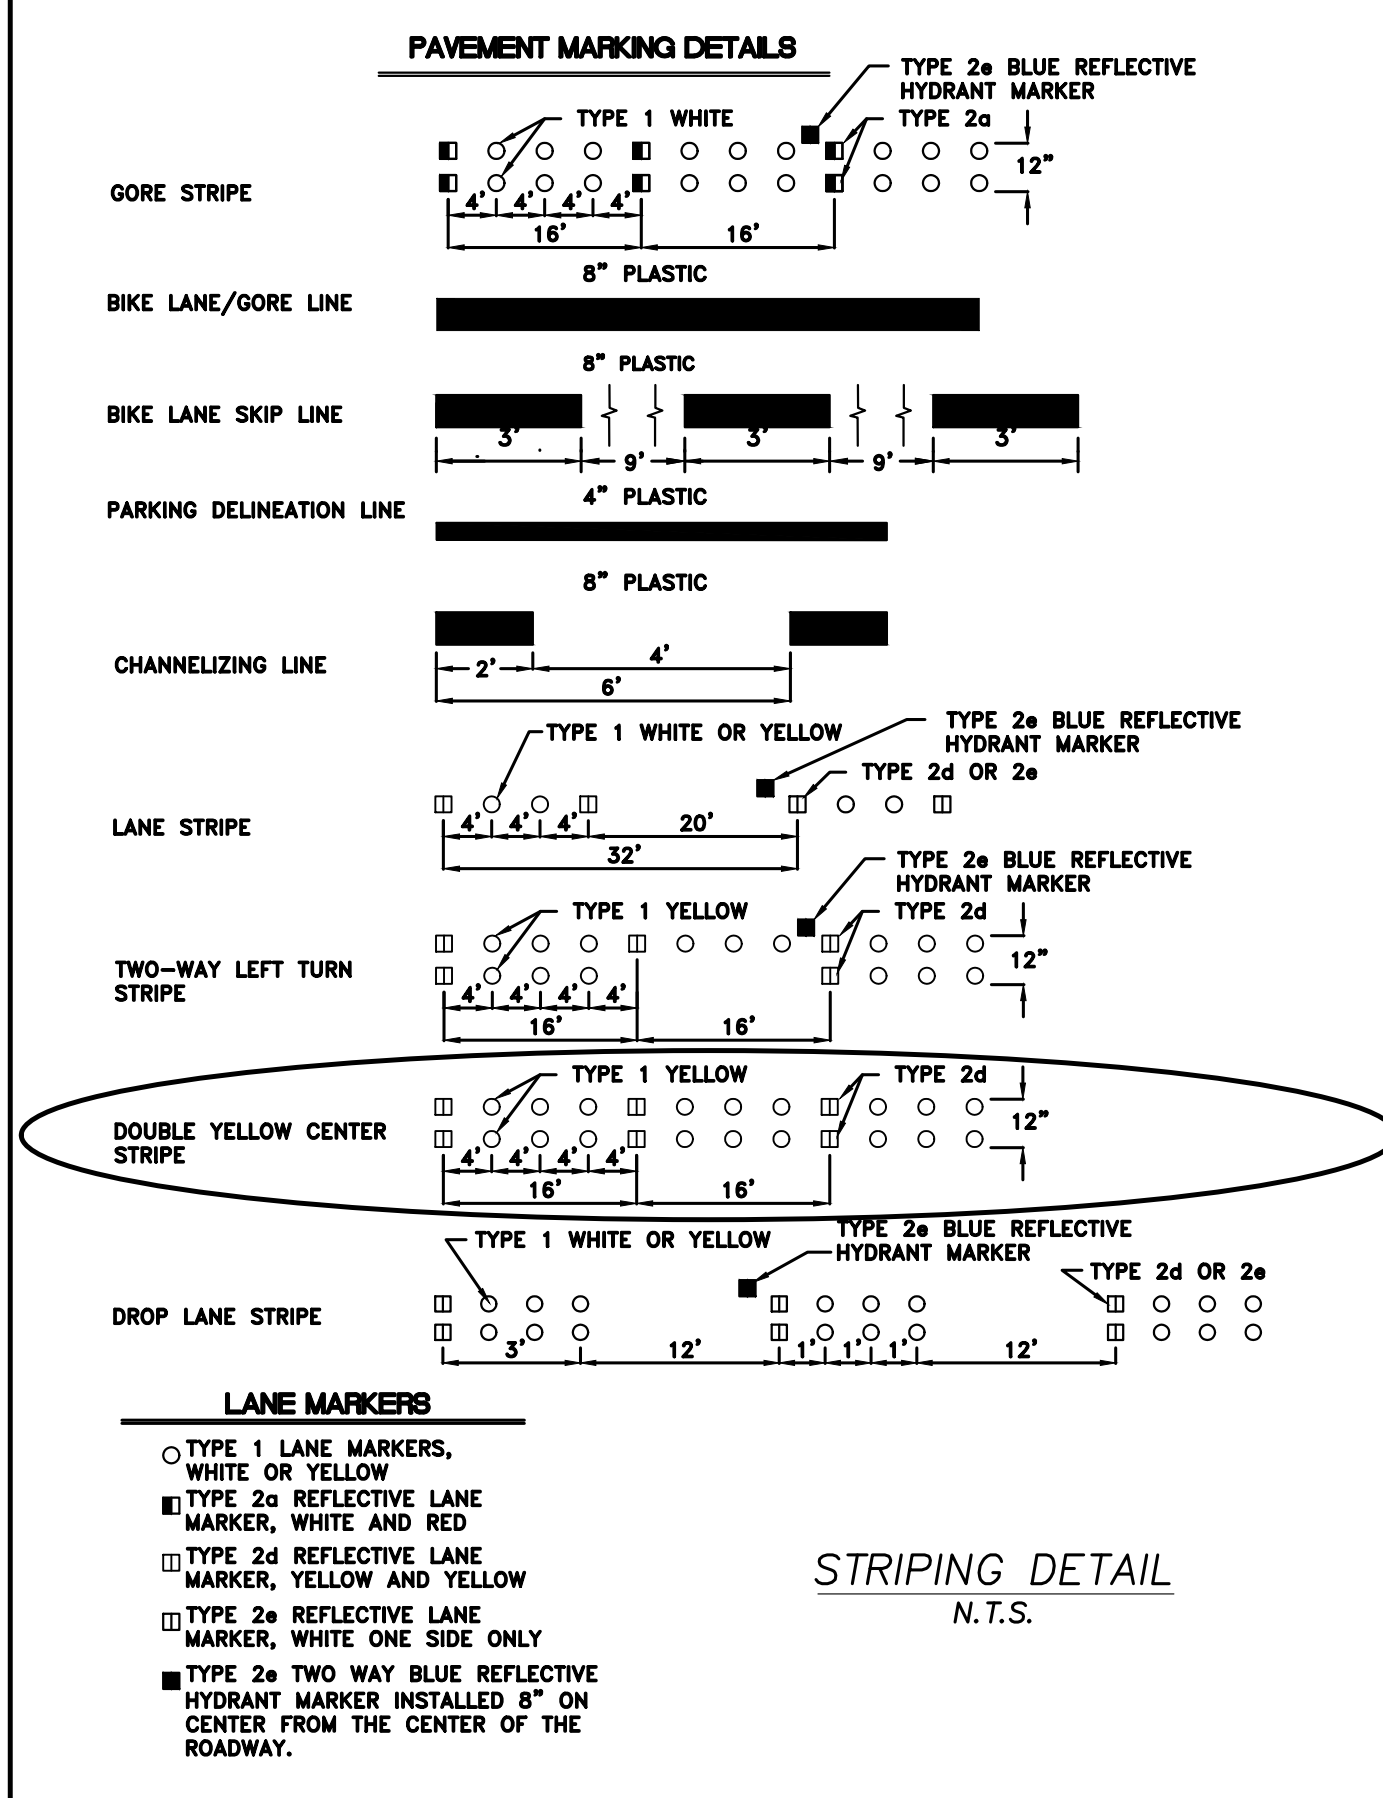 PAVEMENT MARKING DETAILS
TYPE 2e BLUE REFLECTIVE
HYDRANT MARKER
TYPE 1 WHITE
TYPE 2a
12"
GORE STRIPE
4' 4' 4' 4'
16' 16'
8" PLASTIC
BIKE LANE/GORE LINE
8" PLASTIC
BIKE LANE SKIP LINE
3' 3' 3'
9' 9'
4" PLASTIC
PARKING DELINEATION LINE
8" PLASTIC
CHANNELIZING LINE
2' 4'
6'
TYPE 2e BLUE REFLECTIVE
HYDRANT MARKER
TYPE 1 WHITE OR YELLOW
TYPE 2d OR 2e
LANE STRIPE
4' 4' 4' 20'
32'
TYPE 2e BLUE REFLECTIVE
HYDRANT MARKER
TYPE 1 YELLOW
TYPE 2d
12"
TWO-WAY LEFT TURN
STRIPE
4' 4' 4' 4'
16' 16'
TYPE 1 YELLOW
TYPE 2d
12"
DOUBLE YELLOW CENTER
STRIPE
4' 4' 4' 4'
16' 16'
TYPE 2e BLUE REFLECTIVE
HYDRANT MARKER
TYPE 1 WHITE OR YELLOW
TYPE 2d OR 2e
DROP LANE STRIPE
3' 12' 1' 1' 1' 12'
LANE MARKERS
TYPE 1 LANE MARKERS,
WHITE OR YELLOW
TYPE 2a REFLECTIVE LANE
MARKER, WHITE AND RED
TYPE 2d REFLECTIVE LANE
MARKER, YELLOW AND YELLOW
TYPE 2e REFLECTIVE LANE
MARKER, WHITE ONE SIDE ONLY
TYPE 2e TWO WAY BLUE REFLECTIVE
HYDRANT MARKER INSTALLED 8" ON
CENTER FROM THE CENTER OF THE
ROADWAY.
STRIPING DETAIL
N.T.S.